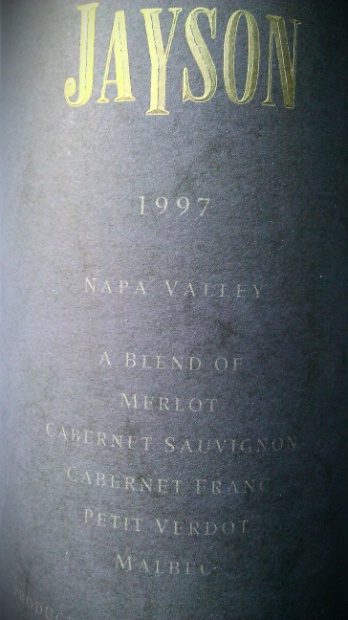 JAYSON
1997
NAPA VALLEY
A BLEND OF
MERLOT
CABERNET SAUVIGNON
CABERNET FRANC
PETIT VERDOT
MALBEC